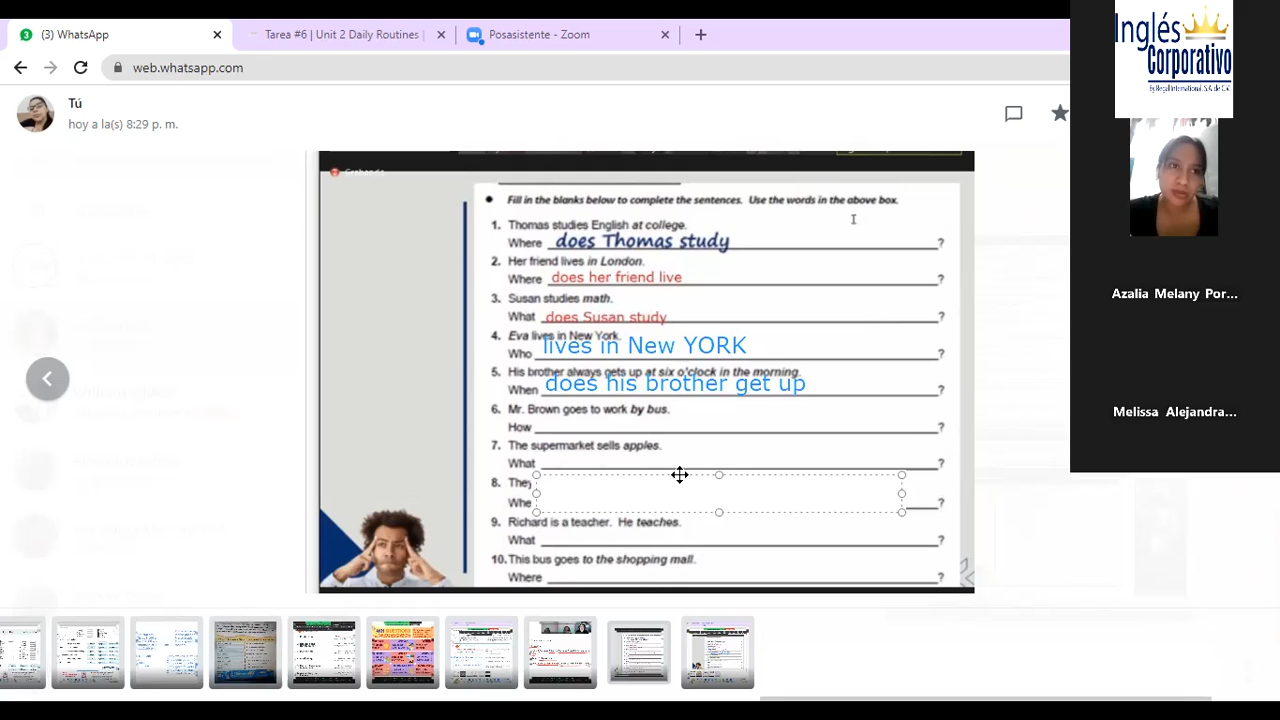 (3) WhatsApp
Tarea #6 | Unit 2 Daily Routines |
Posasistente - Zoom
web.whatsapp.com
Tú
hoy a la(s) 8:29 p. m.
Inglés
Corporativo
Grabando
Fill in the blanks below to complete the sentences. Use the words in the above box.
1. Thomas studies English at college.
Where does Thomas study ?
2. Her friend lives in London.
Where does her friend live ?
3. Susan studies math.
What does Susan study ?
4. Eva lives in New York.
Who lives in New YORK ?
5. His brother always gets up at six o'clock in the morning.
When does his brother get up ?
6. Mr. Brown goes to work by bus.
How ?
7. The supermarket sells apples.
What ?
8. They
Whe ?
9. Richard is a teacher. He teaches.
What ?
10. This bus goes to the shopping mall.
Where ?
Azalia Melany Por...
Melissa Alejandra...